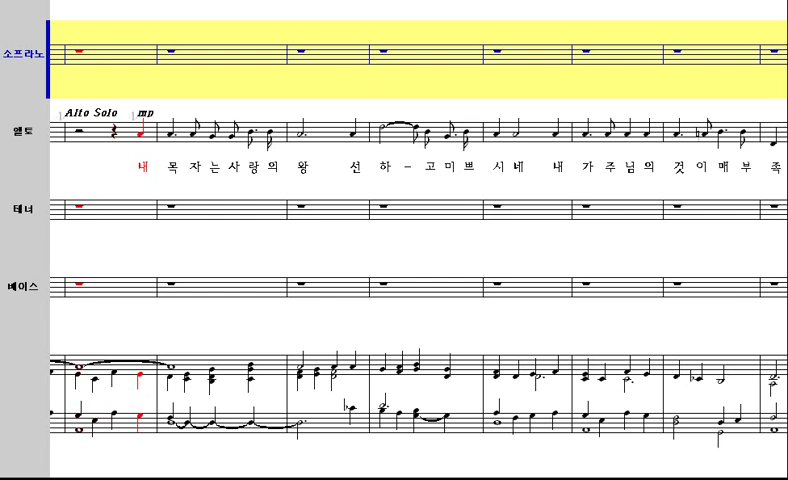 소프라노
Alto Solo mp
앨토
내 목 자 는 사 랑 의 왕 선 하 - 고 미 쁘 시 네 내 가 주 님 의 것 이 매 부 족
테너
베이스